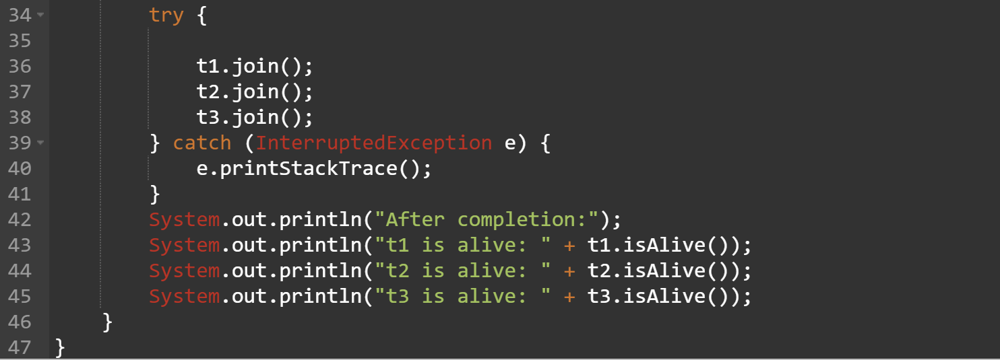 34 try {
35
36 t1.join();
37 t2.join();
38 t3.join();
39 } catch (InterruptedException e) {
40 e.printStackTrace();
41 }
42 System.out.println("After completion:");
43 System.out.println("t1 is alive: " + t1.isAlive());
44 System.out.println("t2 is alive: " + t2.isAlive());
45 System.out.println("t3 is alive: " + t3.isAlive());
46 }
47 }